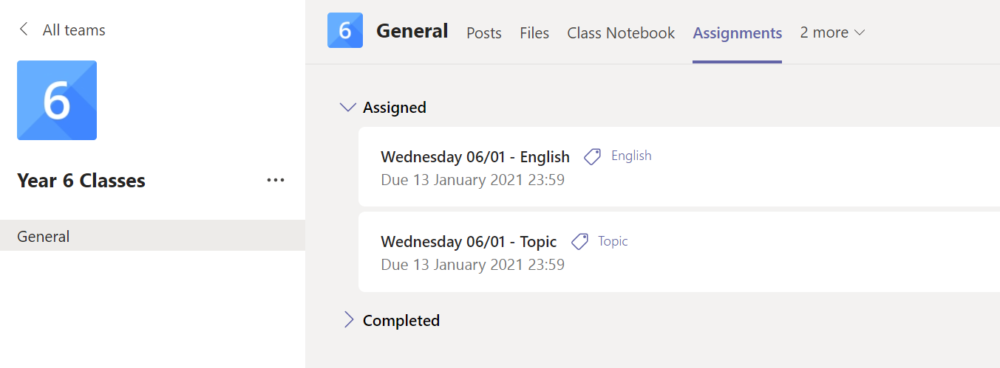 All teams
6
Year 6 Classes
General
6
General Posts Files Class Notebook Assignments 2 more
Assigned
Wednesday 06/01 - English English
Due 13 January 2021 23:59
Wednesday 06/01 - Topic Topic
Due 13 January 2021 23:59
Completed